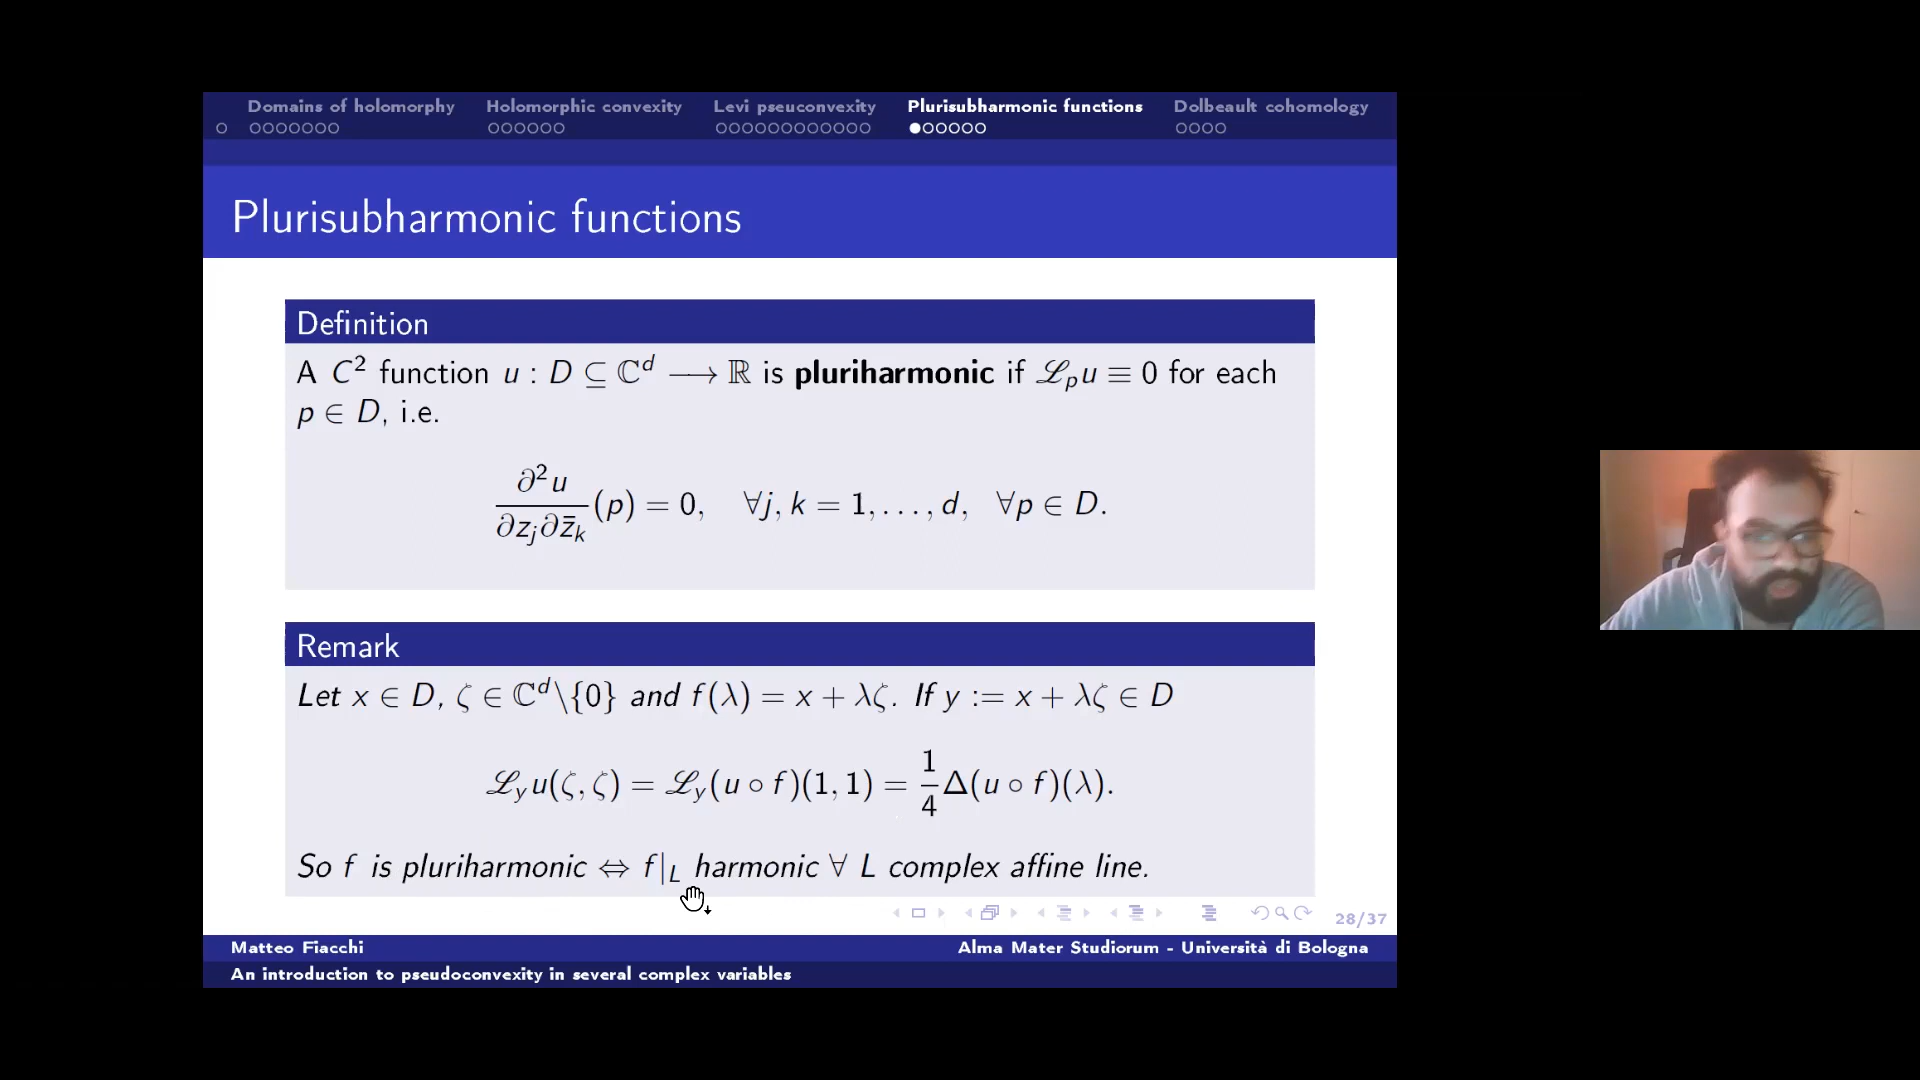 Domains of holomorphy Holomorphic convexity Levi pseuconvexity Plurisubharmonic functions Dolbeault cohomology
Plurisubharmonic functions
Definition
A C² function u : D ⊆ ℂᵈ ⟶ ℝ is pluriharmonic if ℒₚu ≡ 0 for each
p ∈ D, i.e.
∂²u/∂zⱼ∂z̄ₖ (p) = 0, ∀j, k = 1, . . . , d, ∀p ∈ D.
Remark
Let x ∈ D, ζ ∈ ℂᵈ\{0} and f(λ) = x + λζ. If y := x + λζ ∈ D
ℒ_y u(ζ, ζ) = ℒ_y(u ∘ f)(1, 1) = 1/4 Δ(u ∘ f)(λ).
So f is pluriharmonic ⇔ f|_L harmonic ∀ L complex affine line.
28/37
Matteo Fiacchi Alma Mater Studiorum - Università di Bologna
An introduction to pseudoconvexity in several complex variables